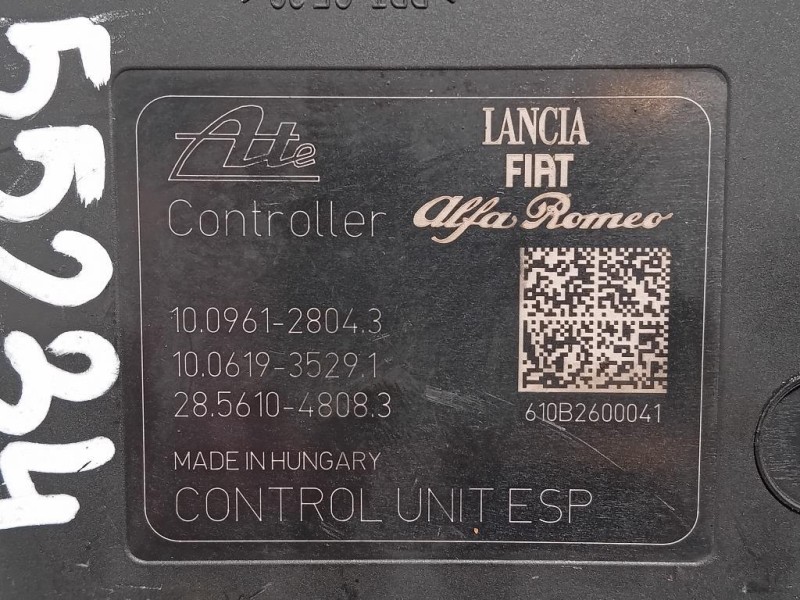 Ate
Controller
LANCIA
FIAT
Alfa Romeo
10.0961-2804.3
10.0619-3529.1
28.5610-4808.3
610B2600041
MADE IN HUNGARY
CONTROL UNIT ESP
55234